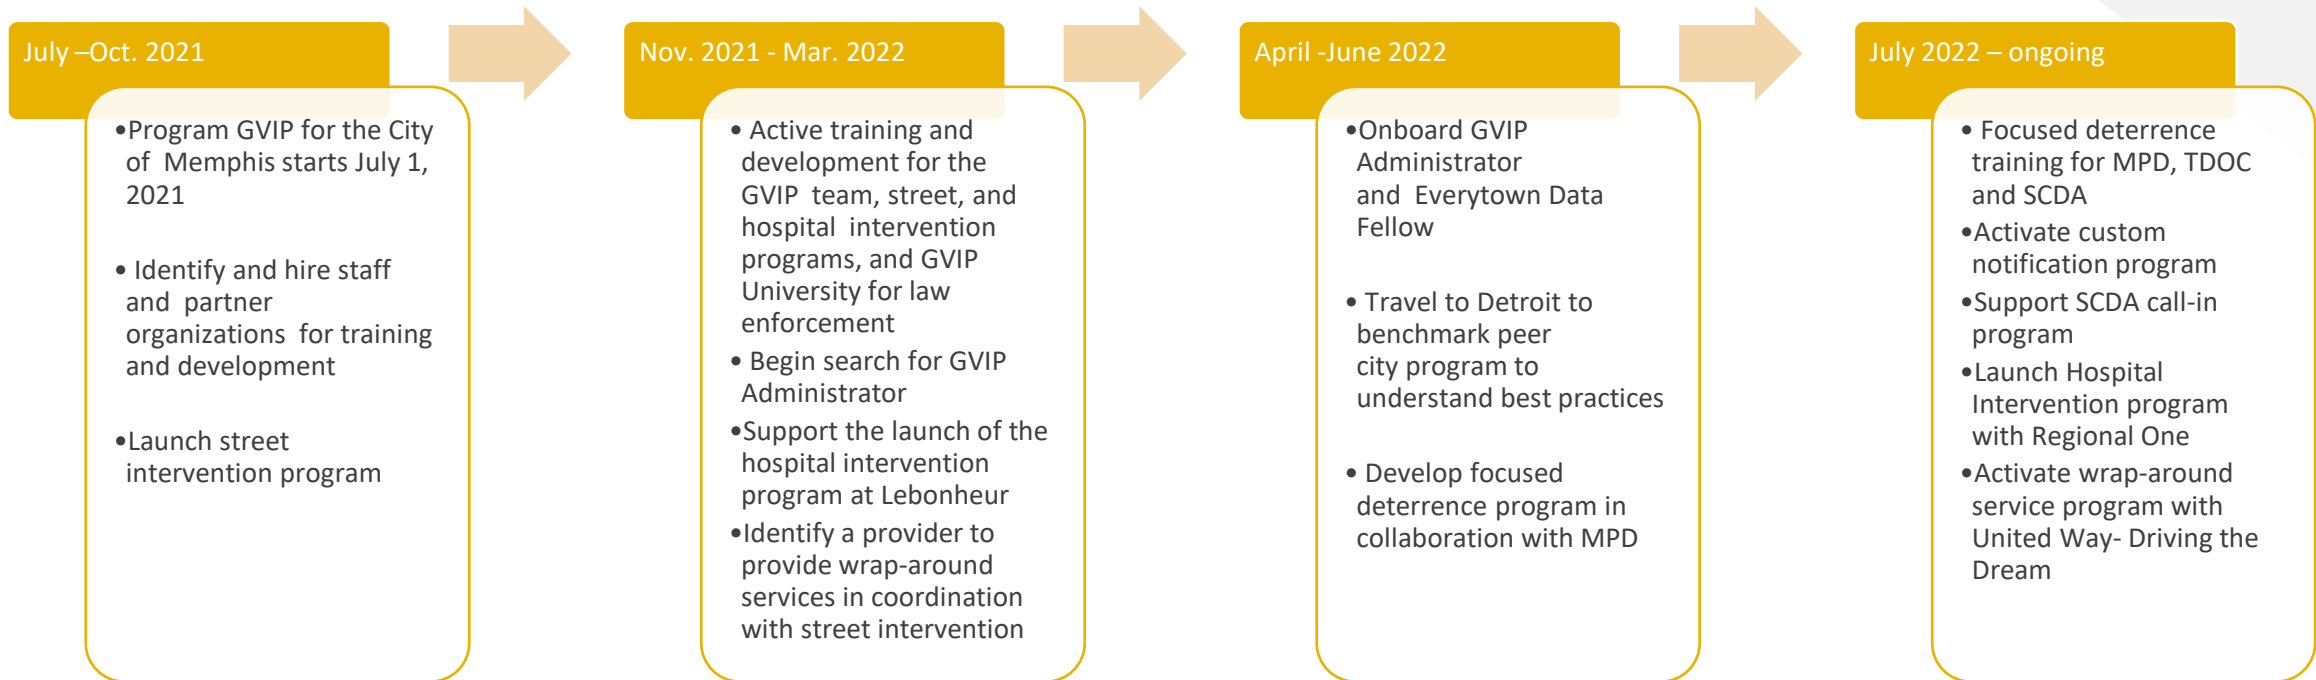 July –Oct. 2021
•Program GVIP for the City
of Memphis starts July 1,
2021
• Identify and hire staff
and partner
organizations for training
and development
•Launch street
intervention program
Nov. 2021 - Mar. 2022
• Active training and
development for the
GVIP team, street, and
hospital intervention
programs, and GVIP
University for law
enforcement
• Begin search for GVIP
Administrator
•Support the launch of the
hospital intervention
program at Lebonheur
•Identify a provider to
provide wrap-around
services in coordination
with street intervention
April -June 2022
•Onboard GVIP
Administrator
and Everytown Data
Fellow
• Travel to Detroit to
benchmark peer
city program to
understand best practices
• Develop focused
deterrence program in
collaboration with MPD
July 2022 – ongoing
• Focused deterrence
training for MPD, TDOC
and SCDA
•Activate custom
notification program
•Support SCDA call-in
program
•Launch Hospital
Intervention program
with Regional One
•Activate wrap-around
service program with
United Way- Driving the
Dream